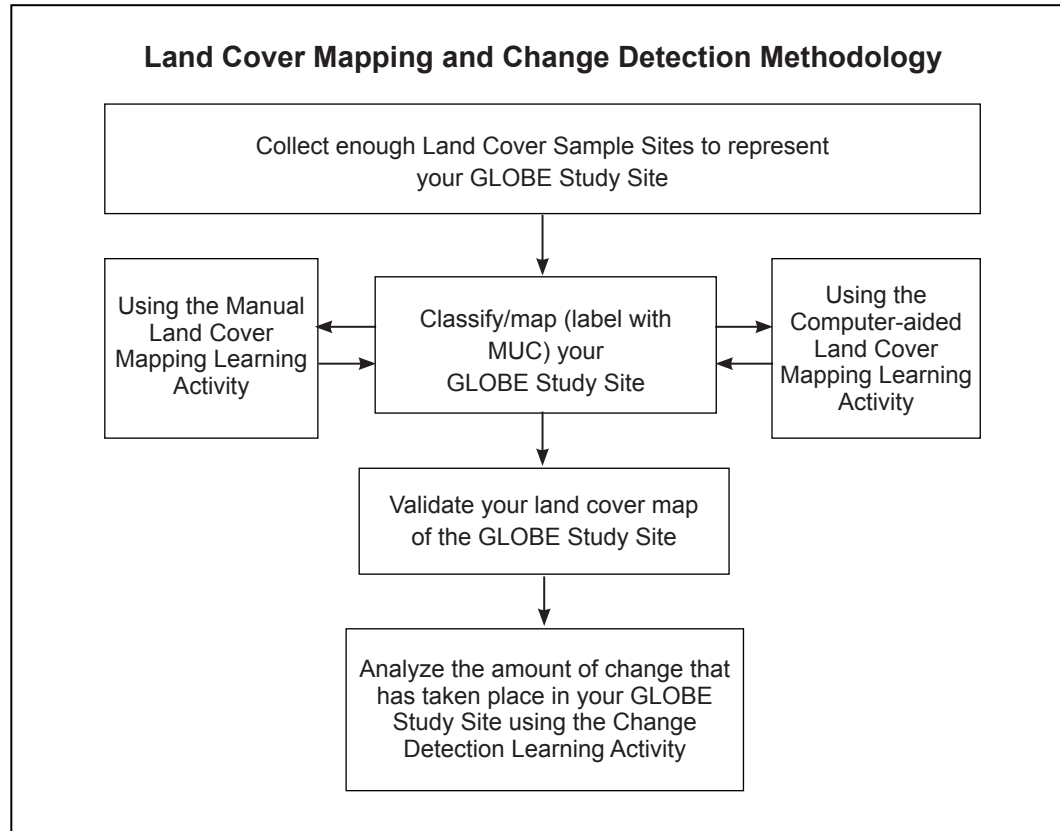 Land Cover Mapping and Change Detection Methodology
Collect enough Land Cover Sample Sites to represent
your GLOBE Study Site
Using the Manual
Land Cover
Mapping Learning
Activity
Classify/map (label with
MUC) your
GLOBE Study Site
Using the
Computer-aided
Land Cover
Mapping Learning
Activity
Validate your land cover map
of the GLOBE Study Site
Analyze the amount of change that
has taken place in your GLOBE
Study Site using the Change
Detection Learning Activity